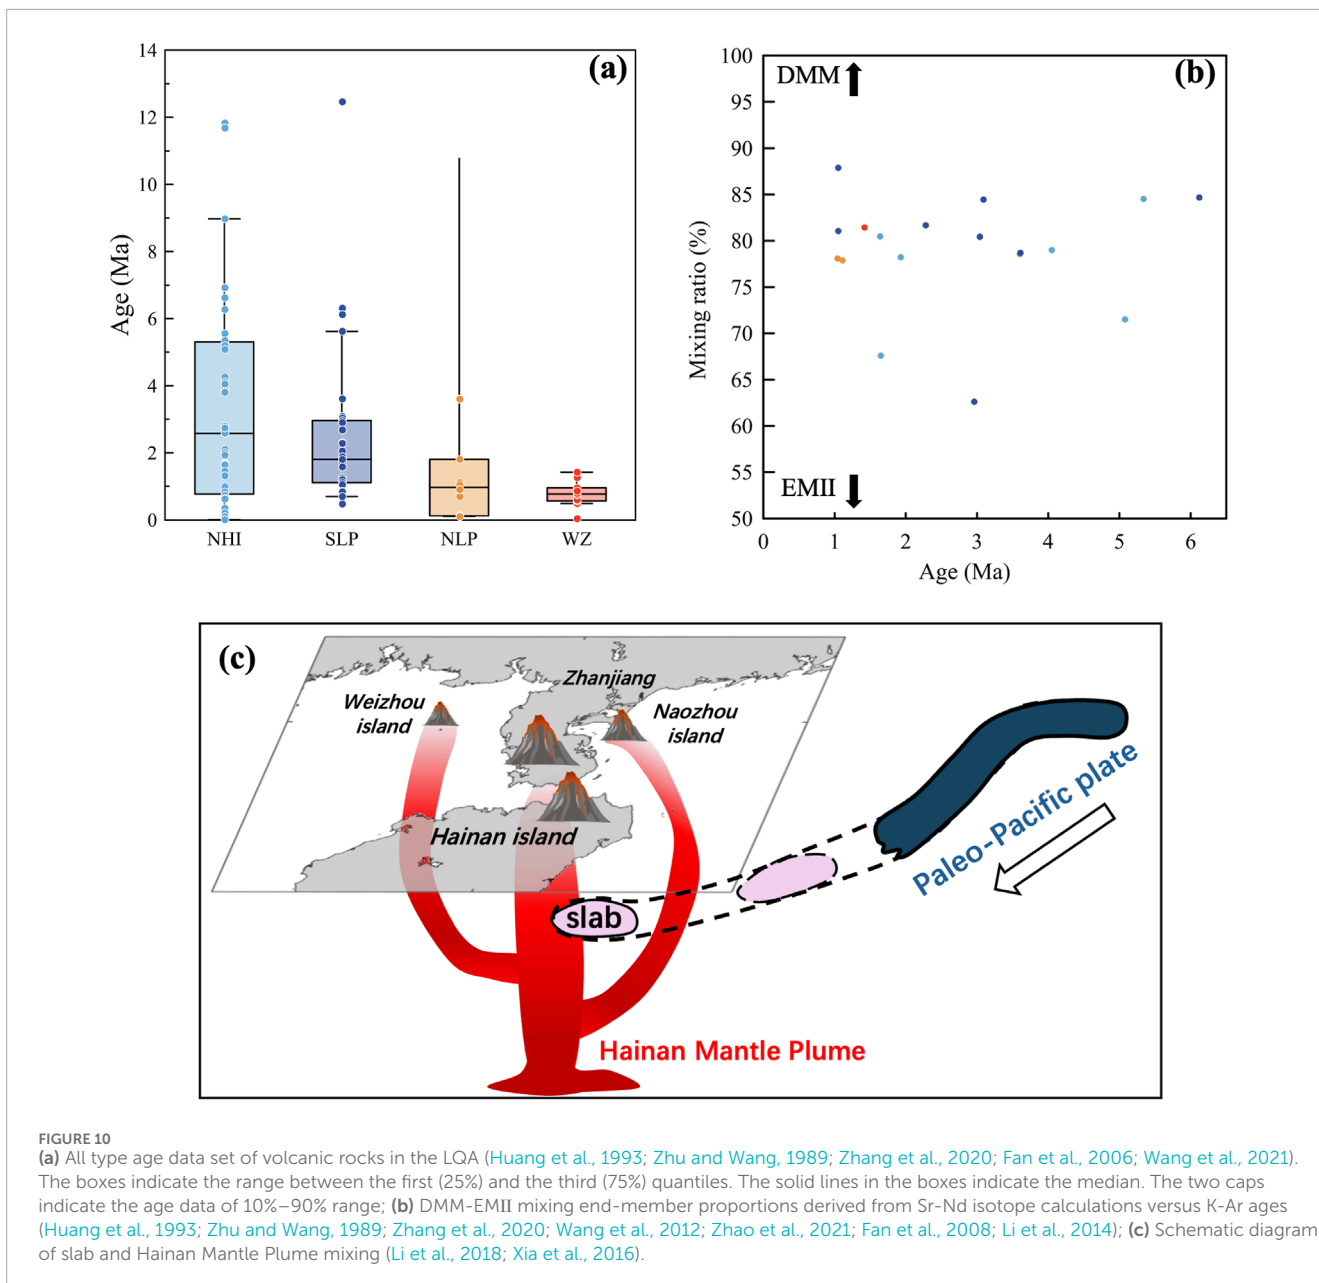 14
12
10
8
6
4
2
0
Age (Ma)
(a)
NHI SLP NLP WZ
100
95
90
85
80
75
70
65
60
55
50
Mixing ratio (%)
DMM
(b)
EMII
0 1 2 3 4 5 6
Age (Ma)
(c)
Zhanjiang
Weizhou
island
Naozhou
island
Hainan island
slab
Paleo-Pacific plate
Hainan Mantle Plume
FIGURE 10
(a) All type age data set of volcanic rocks in the LQA (Huang et al., 1993; Zhu and Wang, 1989; Zhang et al., 2020; Fan et al., 2006; Wang et al., 2021).
The boxes indicate the range between the first (25%) and the third (75%) quantiles. The solid lines in the boxes indicate the median. The two caps
indicate the age data of 10%–90% range; (b) DMM-EMII mixing end-member proportions derived from Sr-Nd isotope calculations versus K-Ar ages
(Huang et al., 1993; Zhu and Wang, 1989; Zhang et al., 2020; Wang et al., 2012; Zhao et al., 2021; Fan et al., 2008; Li et al., 2014); (c) Schematic diagram
of slab and Hainan Mantle Plume mixing (Li et al., 2018; Xia et al., 2016).